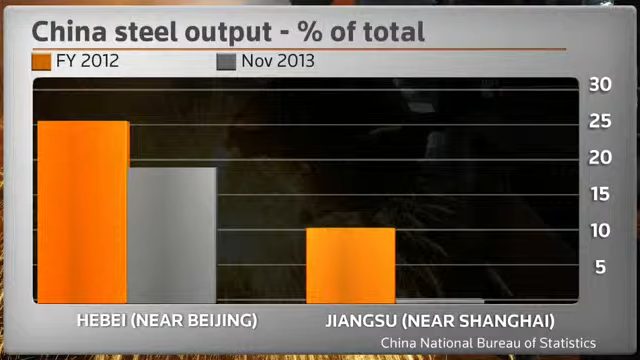 China steel output - % of total
FY 2012 Nov 2013
30
25
20
15
10
5
HEBEI (NEAR BEIJING) JIANGSU (NEAR SHANGHAI)
China National Bureau of Statistics